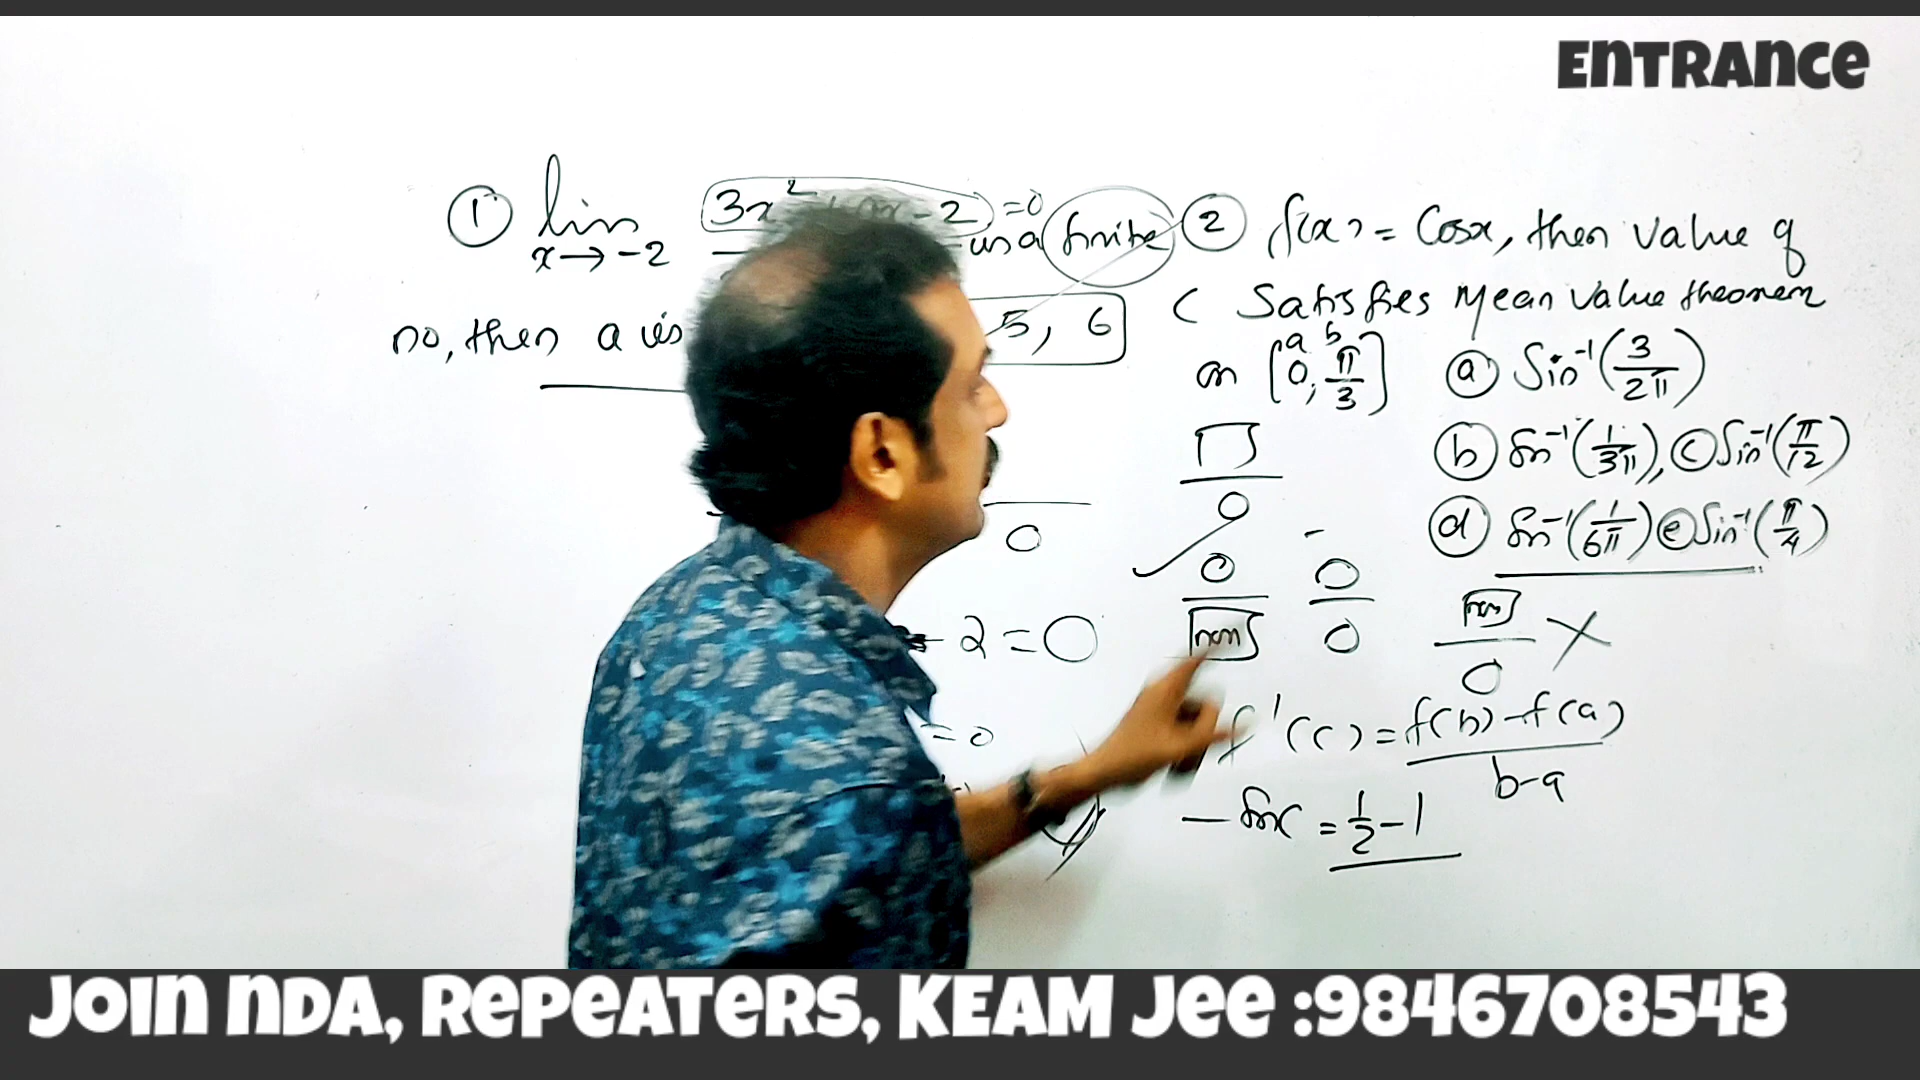 ENTRANCE
① lim 3x² - 2 = 0
x → -2
is a finite
no, then a is 5, 6
0
- 2 = 0
= 0
② f(x) = Cosx, then value of
C Satisfies Mean Value theorem
on [0, π/3] a b
ⓐ Sin⁻¹(3/2π)
ⓑ Sin⁻¹(1/3π), ⓒ Sin⁻¹(π/12)
ⓓ Sin⁻¹(1/6π) ⓔ Sin⁻¹(π/4)
0
0 0
non 0
non
0
f'(c) = f(b) - f(a)
b-a
- Sinc = 1/2 - 1
JOIN NDA, REPEATERS, KEAM JEE :9846708543